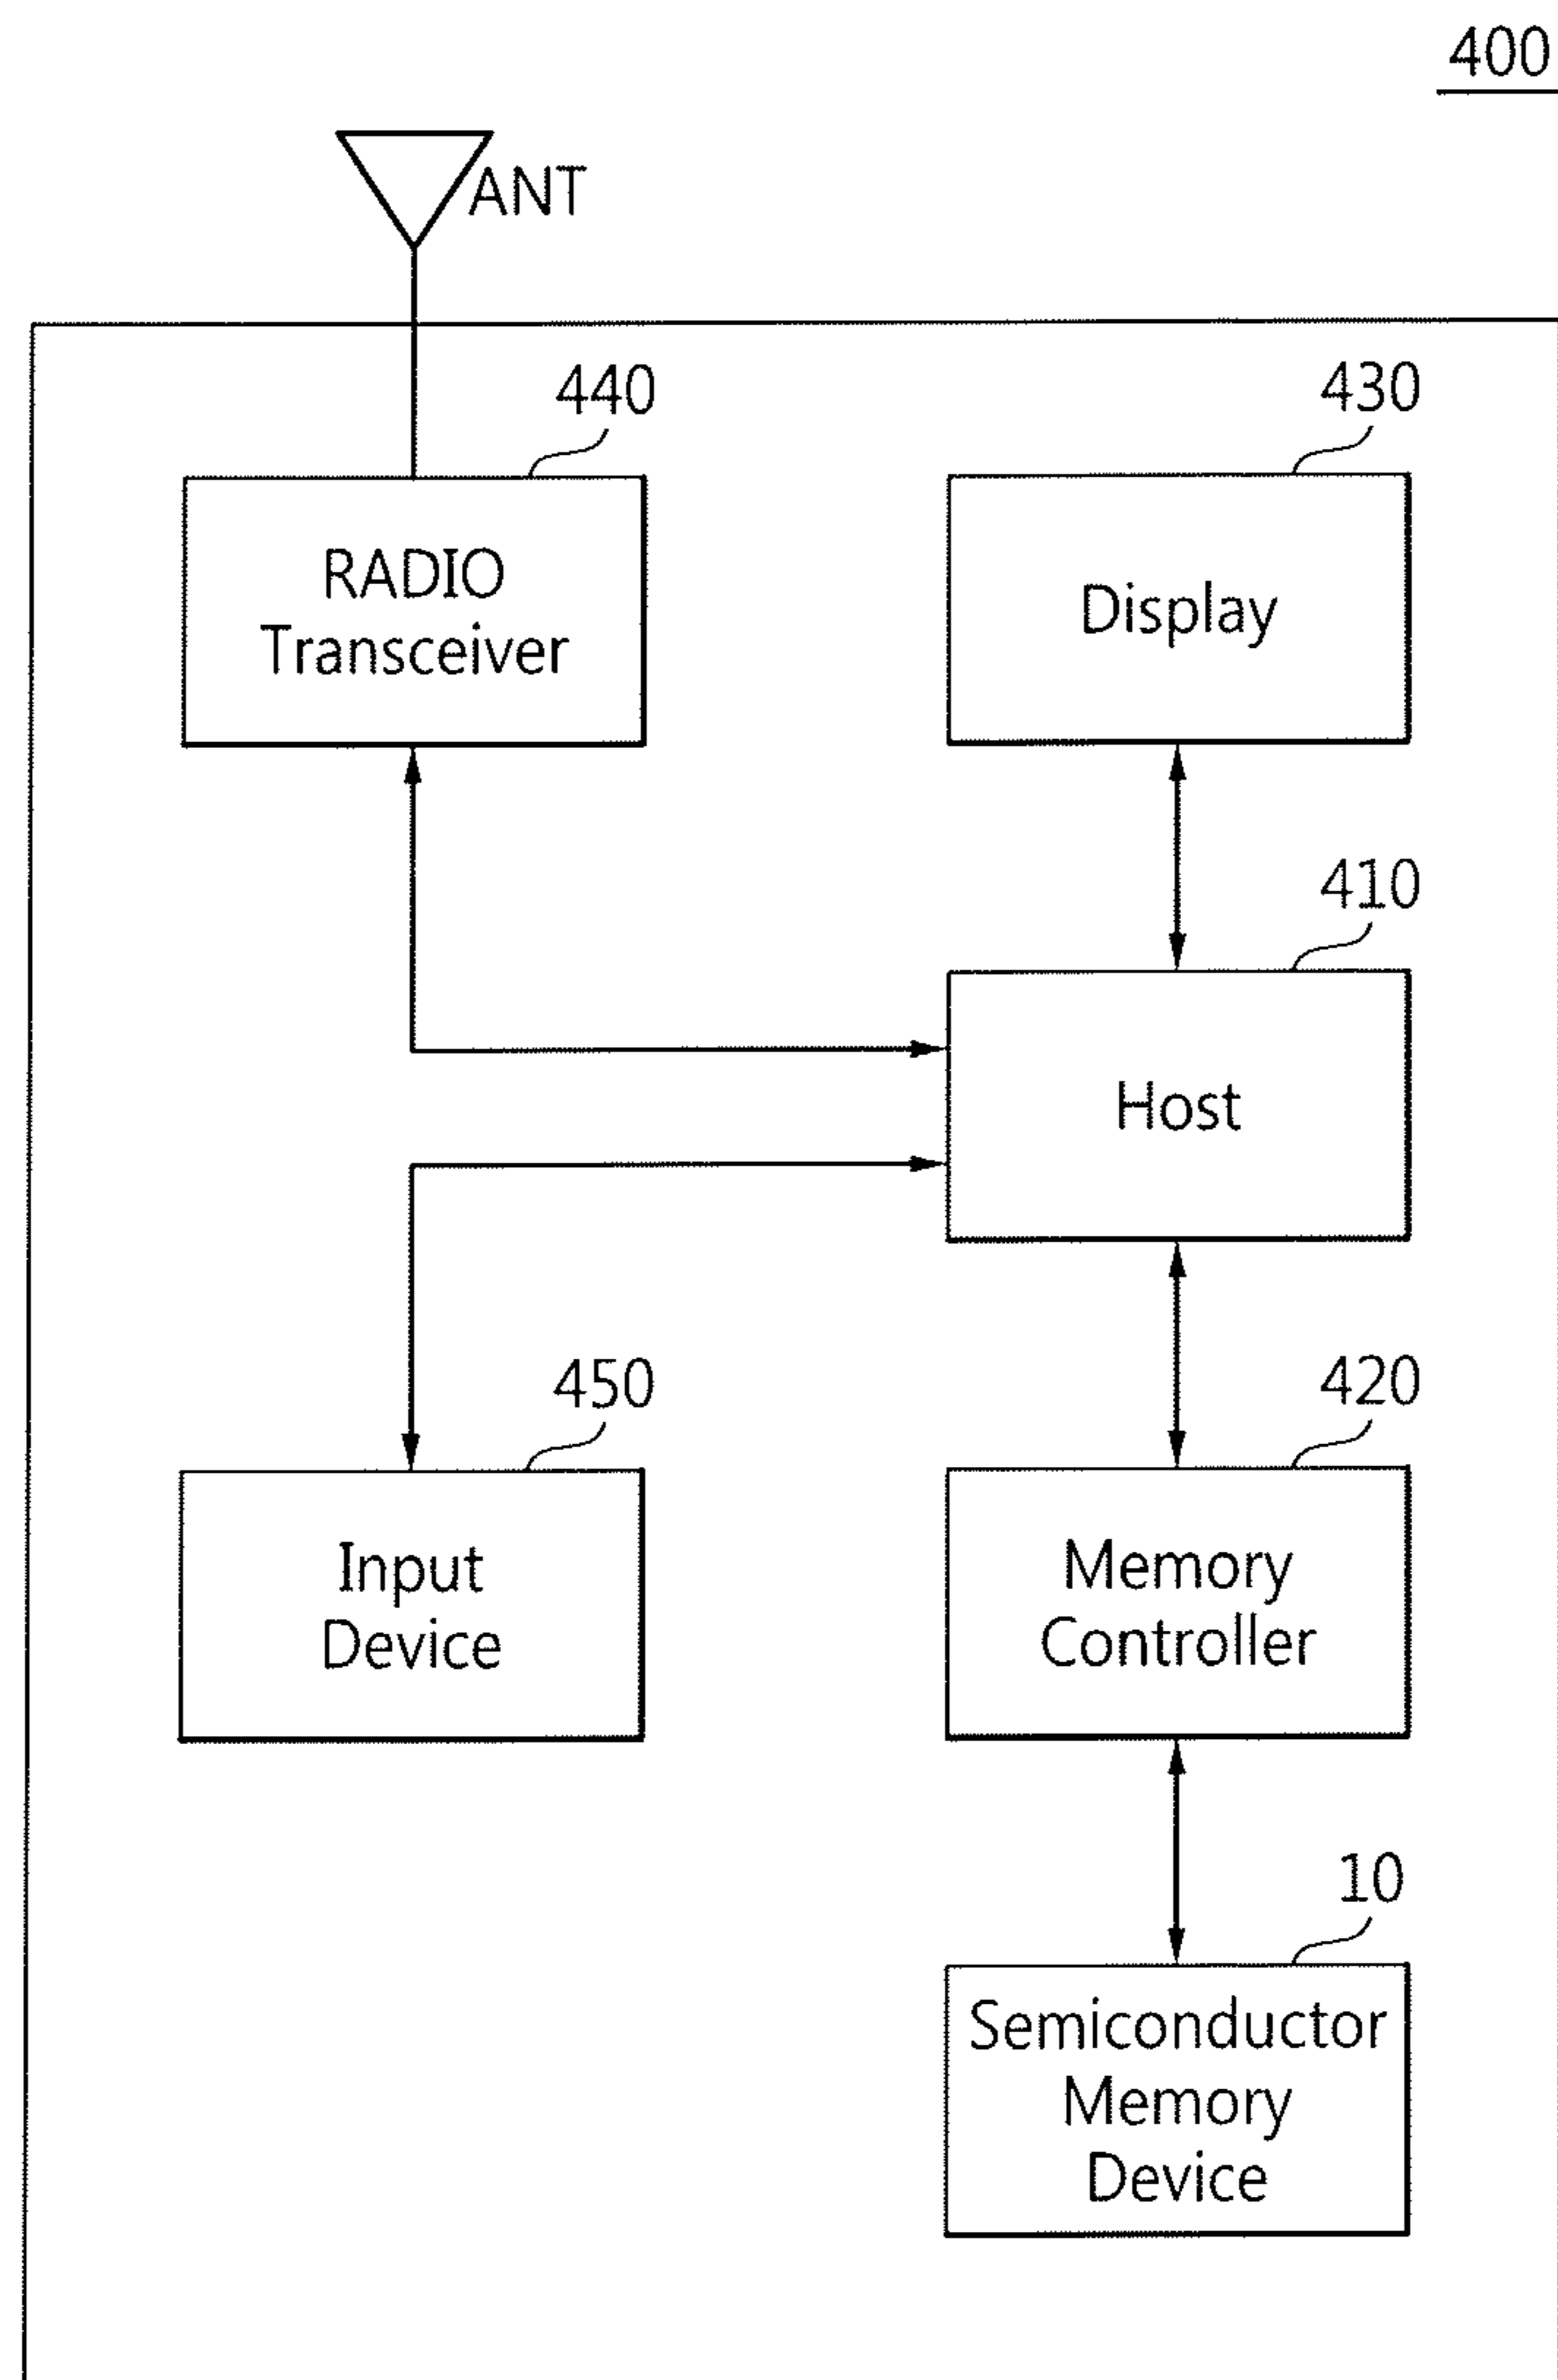 400
ANT
440
430
RADIO
Transceiver
Display
410
Host
450
420
Input
Device
Memory
Controller
10
Semiconductor
Memory
Device